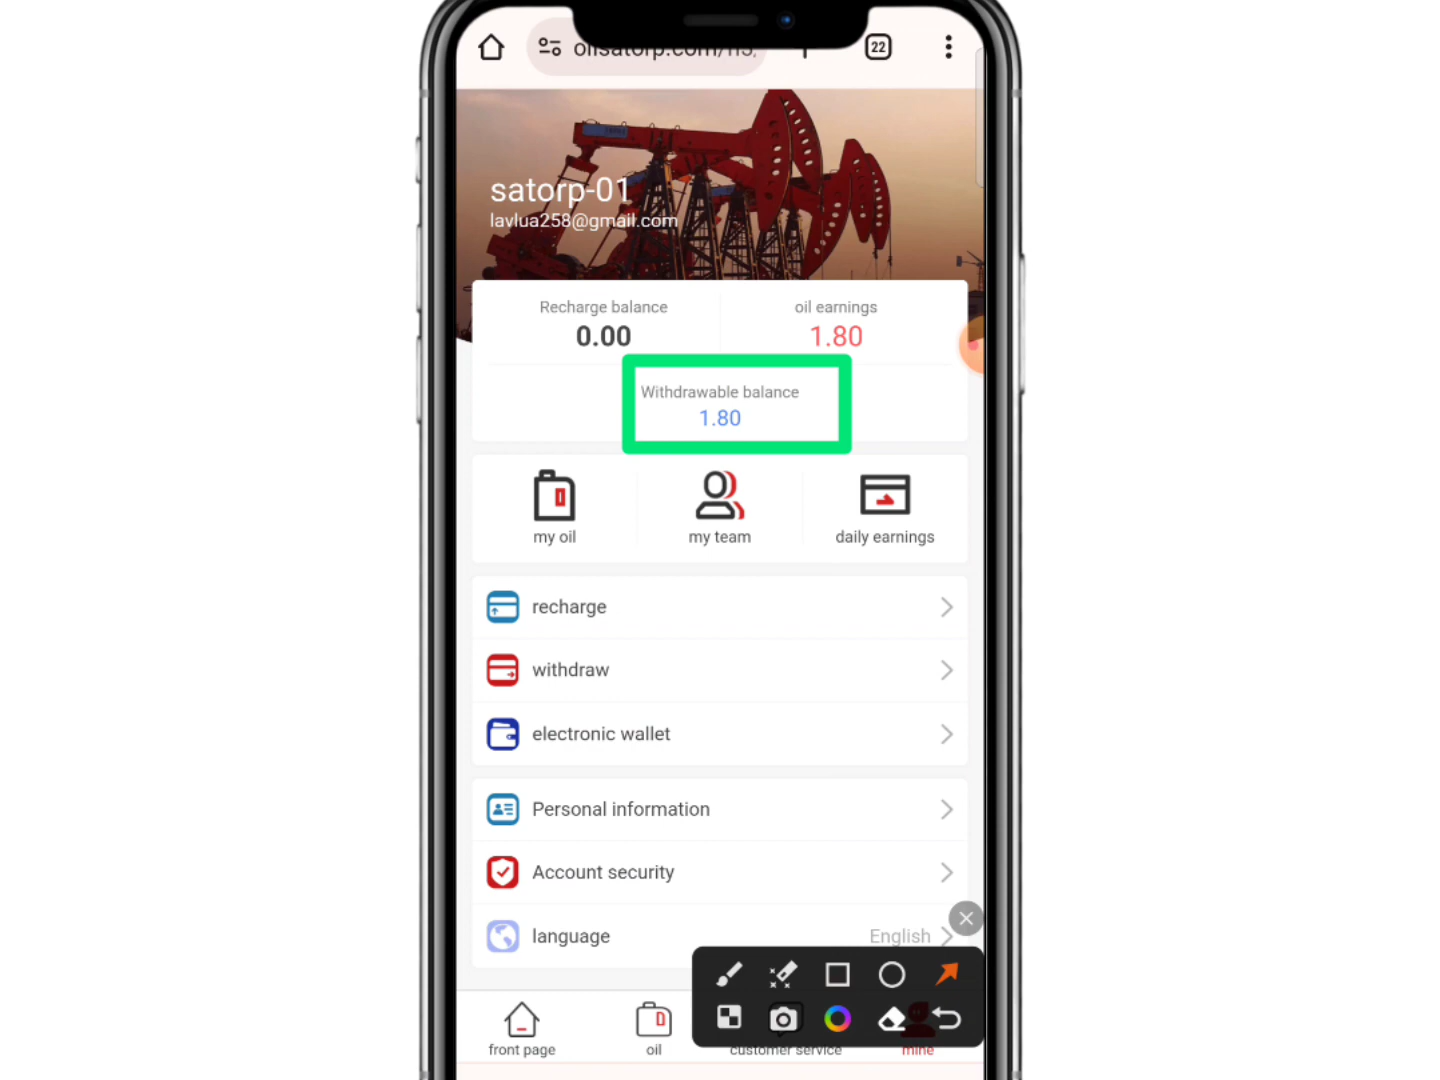 22
satorp-01
lavlua258@gmail.com
Recharge balance
0.00
oil earnings
1.80
Withdrawable balance
1.80
my oil
my team
daily earnings
recharge
withdraw
electronic wallet
Personal information
Account security
language
English
front page
oil
customer service
mine